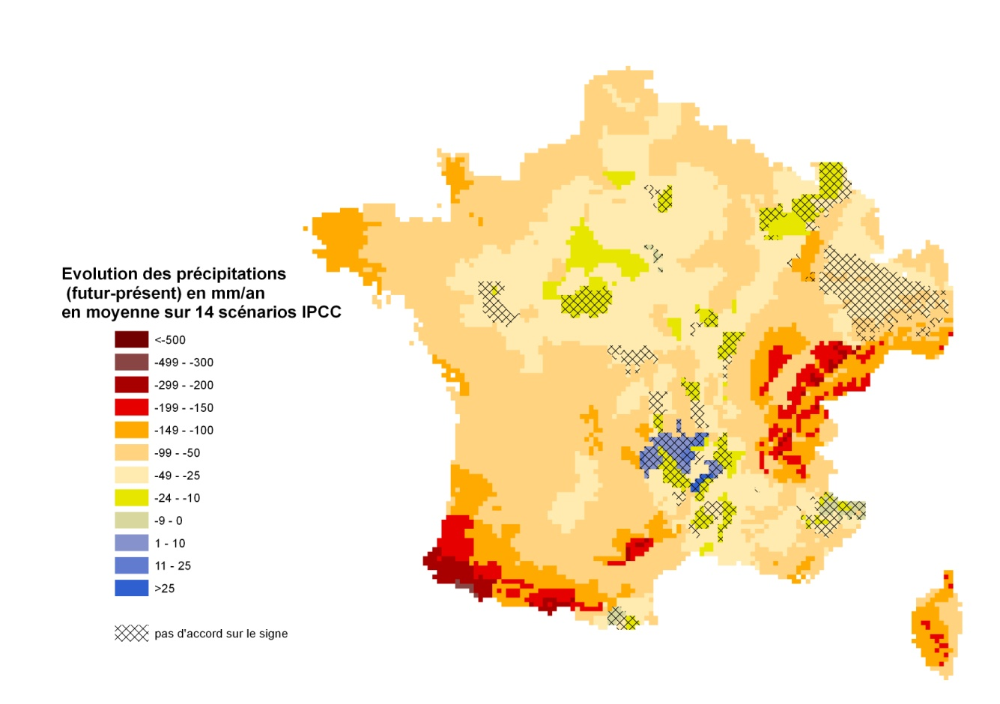 Evolution des précipitations
(futur-présent) en mm/an
en moyenne sur 14 scénarios IPCC
<-500
-499 - -300
-299 - -200
-199 - -150
-149 - -100
-99 - -50
-49 - -25
-24 - -10
-9 - 0
1 - 10
11 - 25
>25
pas d'accord sur le signe